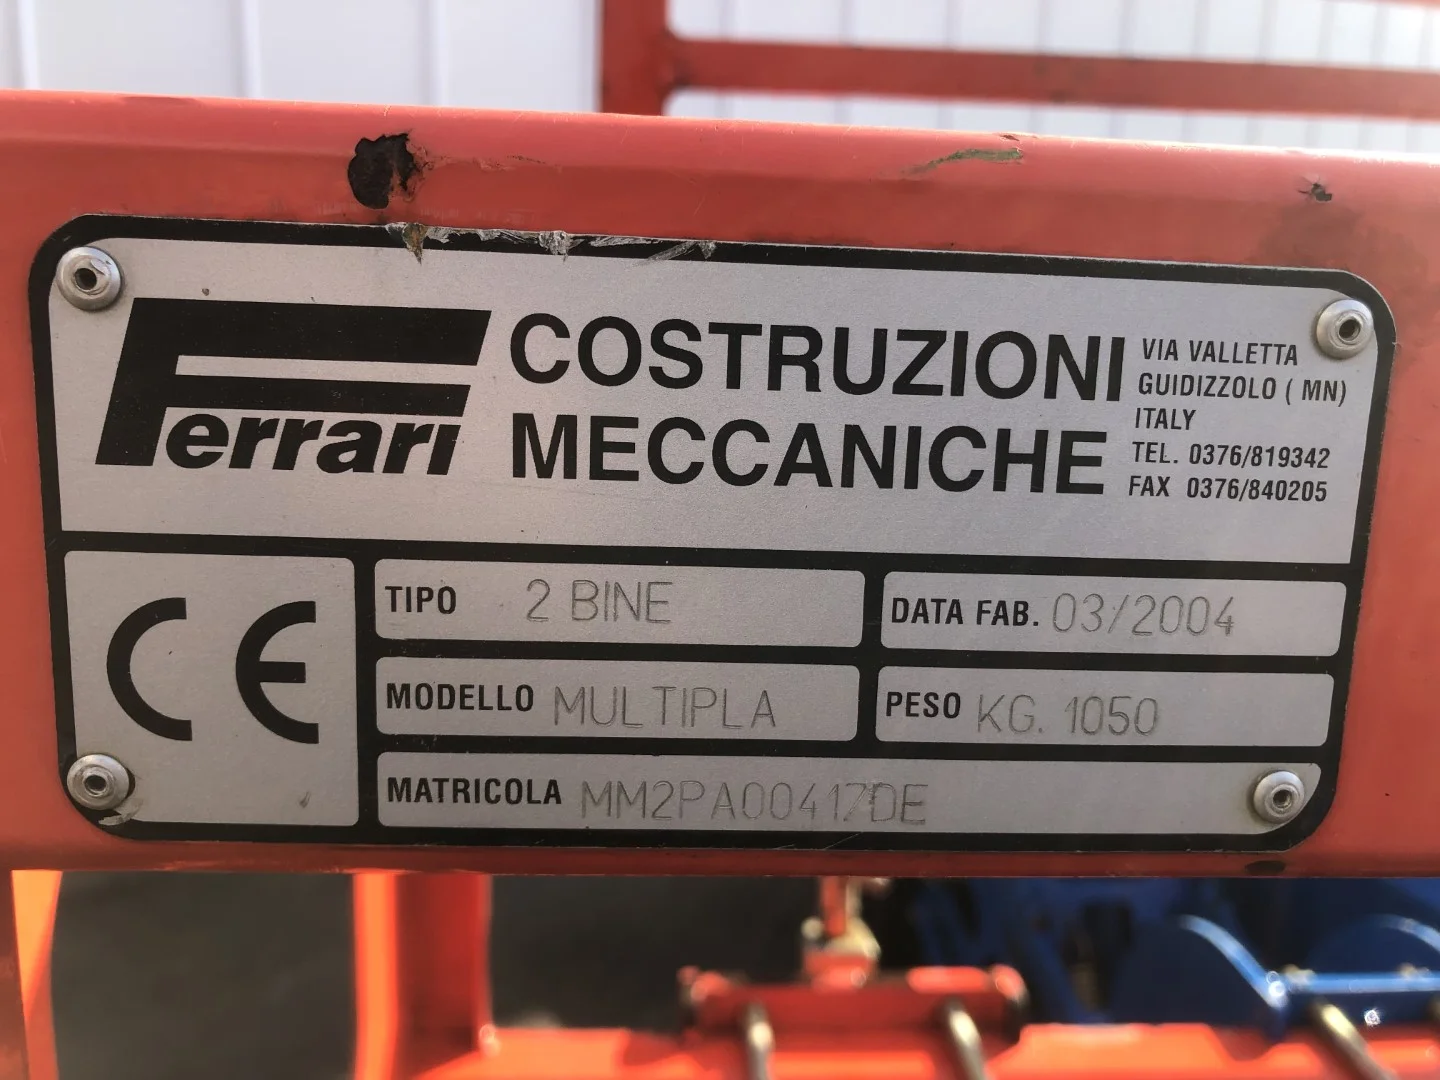 Ferrari
COSTRUZIONI
MECCANICHE
VIA VALLETTA
GUIDIZZOLO ( MN)
ITALY
TEL. 0376/819342
FAX 0376/840205
CE
TIPO 2 BINE
DATA FAB. 03/2004
MODELLO MULTIPLA
PESO KG. 1050
MATRICOLA MM2PA00417DE